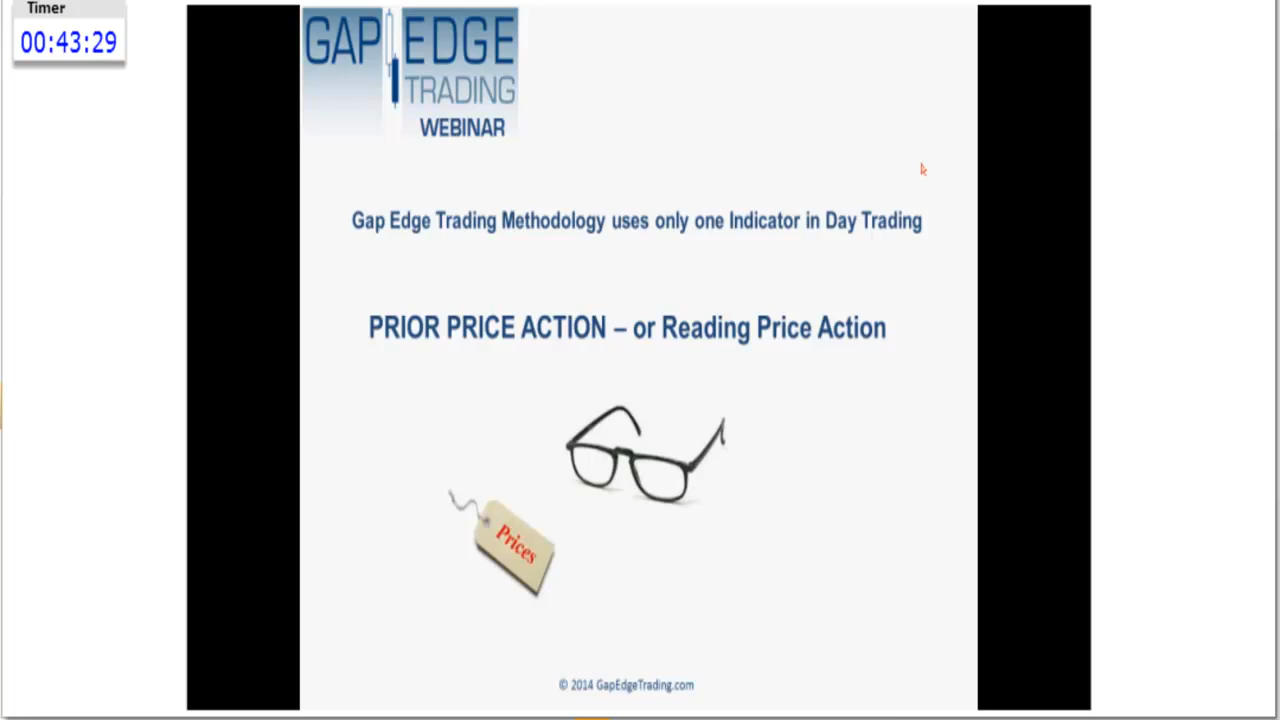 Timer
00:43:29
GAP EDGE
TRADING
WEBINAR
Gap Edge Trading Methodology uses only one Indicator in Day Trading
PRIOR PRICE ACTION – or Reading Price Action
Prices
© 2014 GapEdgeTrading.com